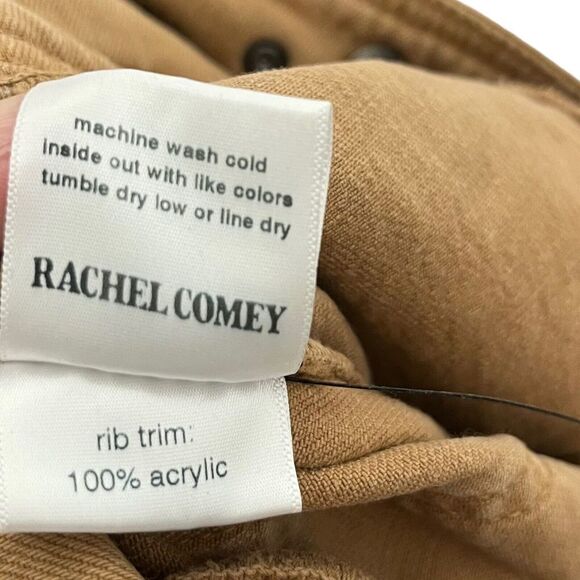 machine wash cold
inside out with like colors
tumble dry low or line dry
RACHEL COMEY
rib trim:
100% acrylic